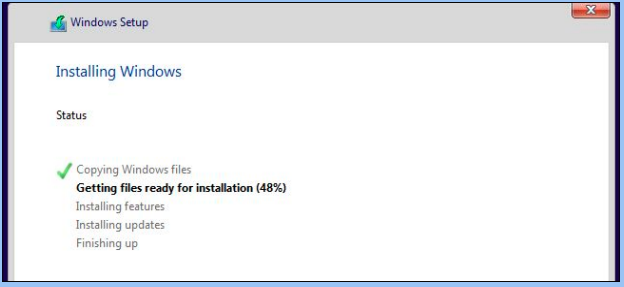 Windows Setup
Installing Windows
Status
Copying Windows files
Getting files ready for installation (48%)
Installing features
Installing updates
Finishing up